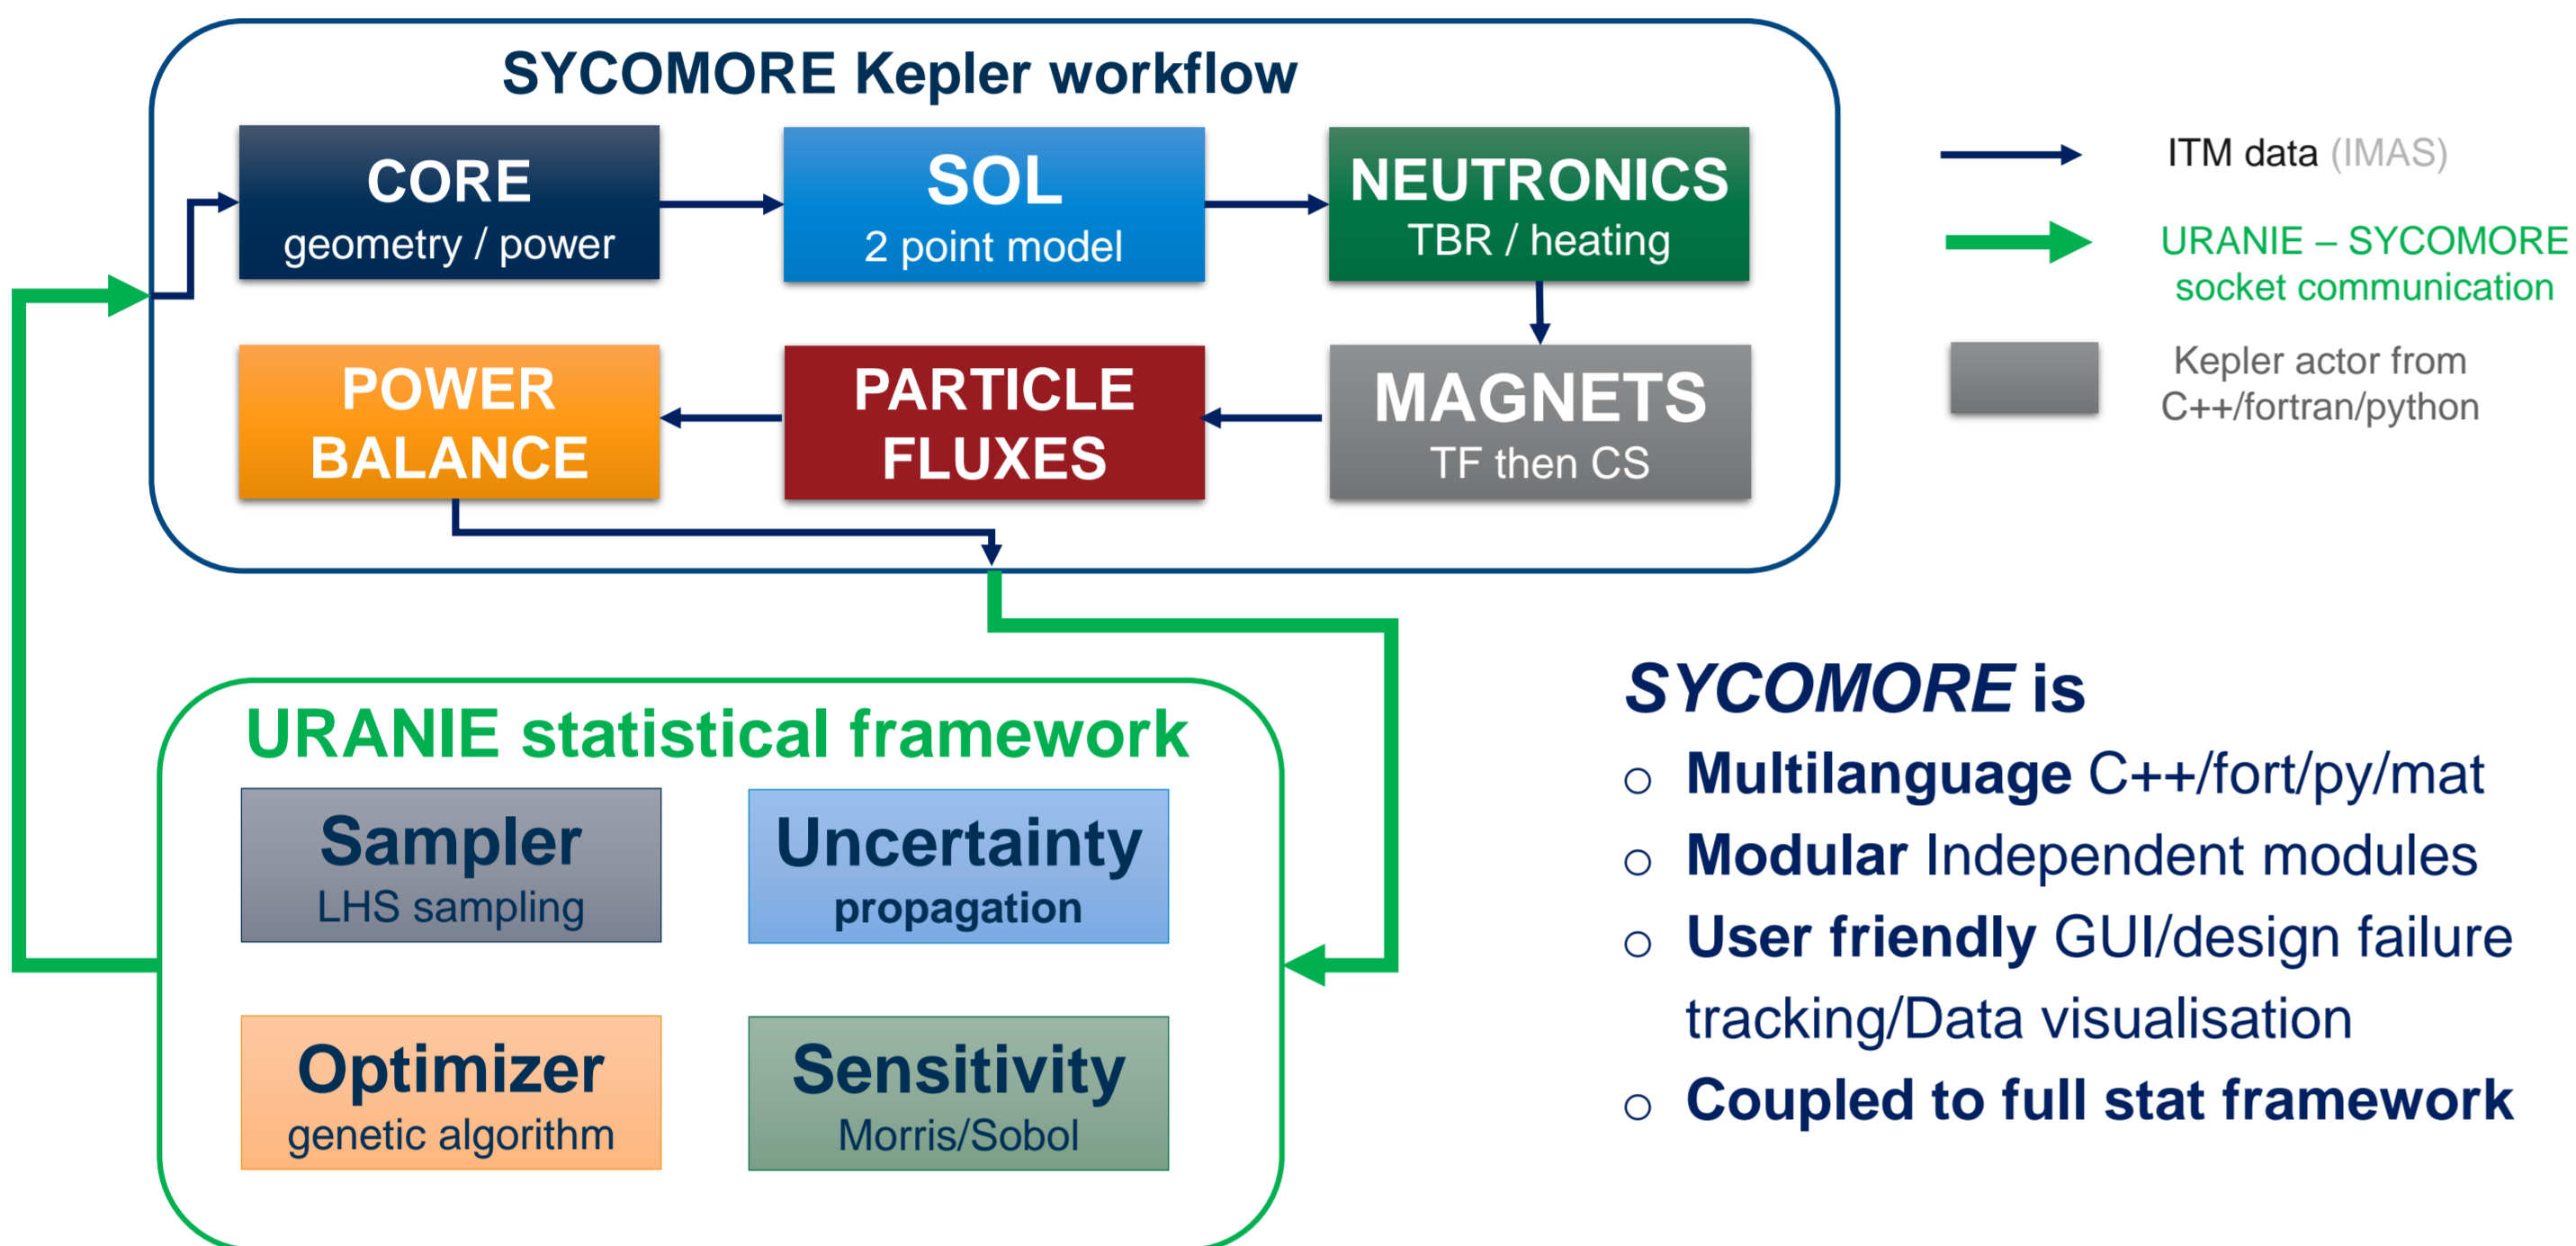 SYCOMORE Kepler workflow
CORE
geometry / power
SOL
2 point model
NEUTRONICS
TBR / heating
POWER
BALANCE
PARTICLE
FLUXES
MAGNETS
TF then CS
ITM data (IMAS)
URANIE – SYCOMORE
socket communication
Kepler actor from
C++/fortran/python
URANIE statistical framework
Sampler
LHS sampling
Uncertainty
propagation
Optimizer
genetic algorithm
Sensitivity
Morris/Sobol
SYCOMORE is
○ Multilanguage C++/fort/py/mat
○ Modular Independent modules
○ User friendly GUI/design failure
tracking/Data visualisation
○ Coupled to full stat framework